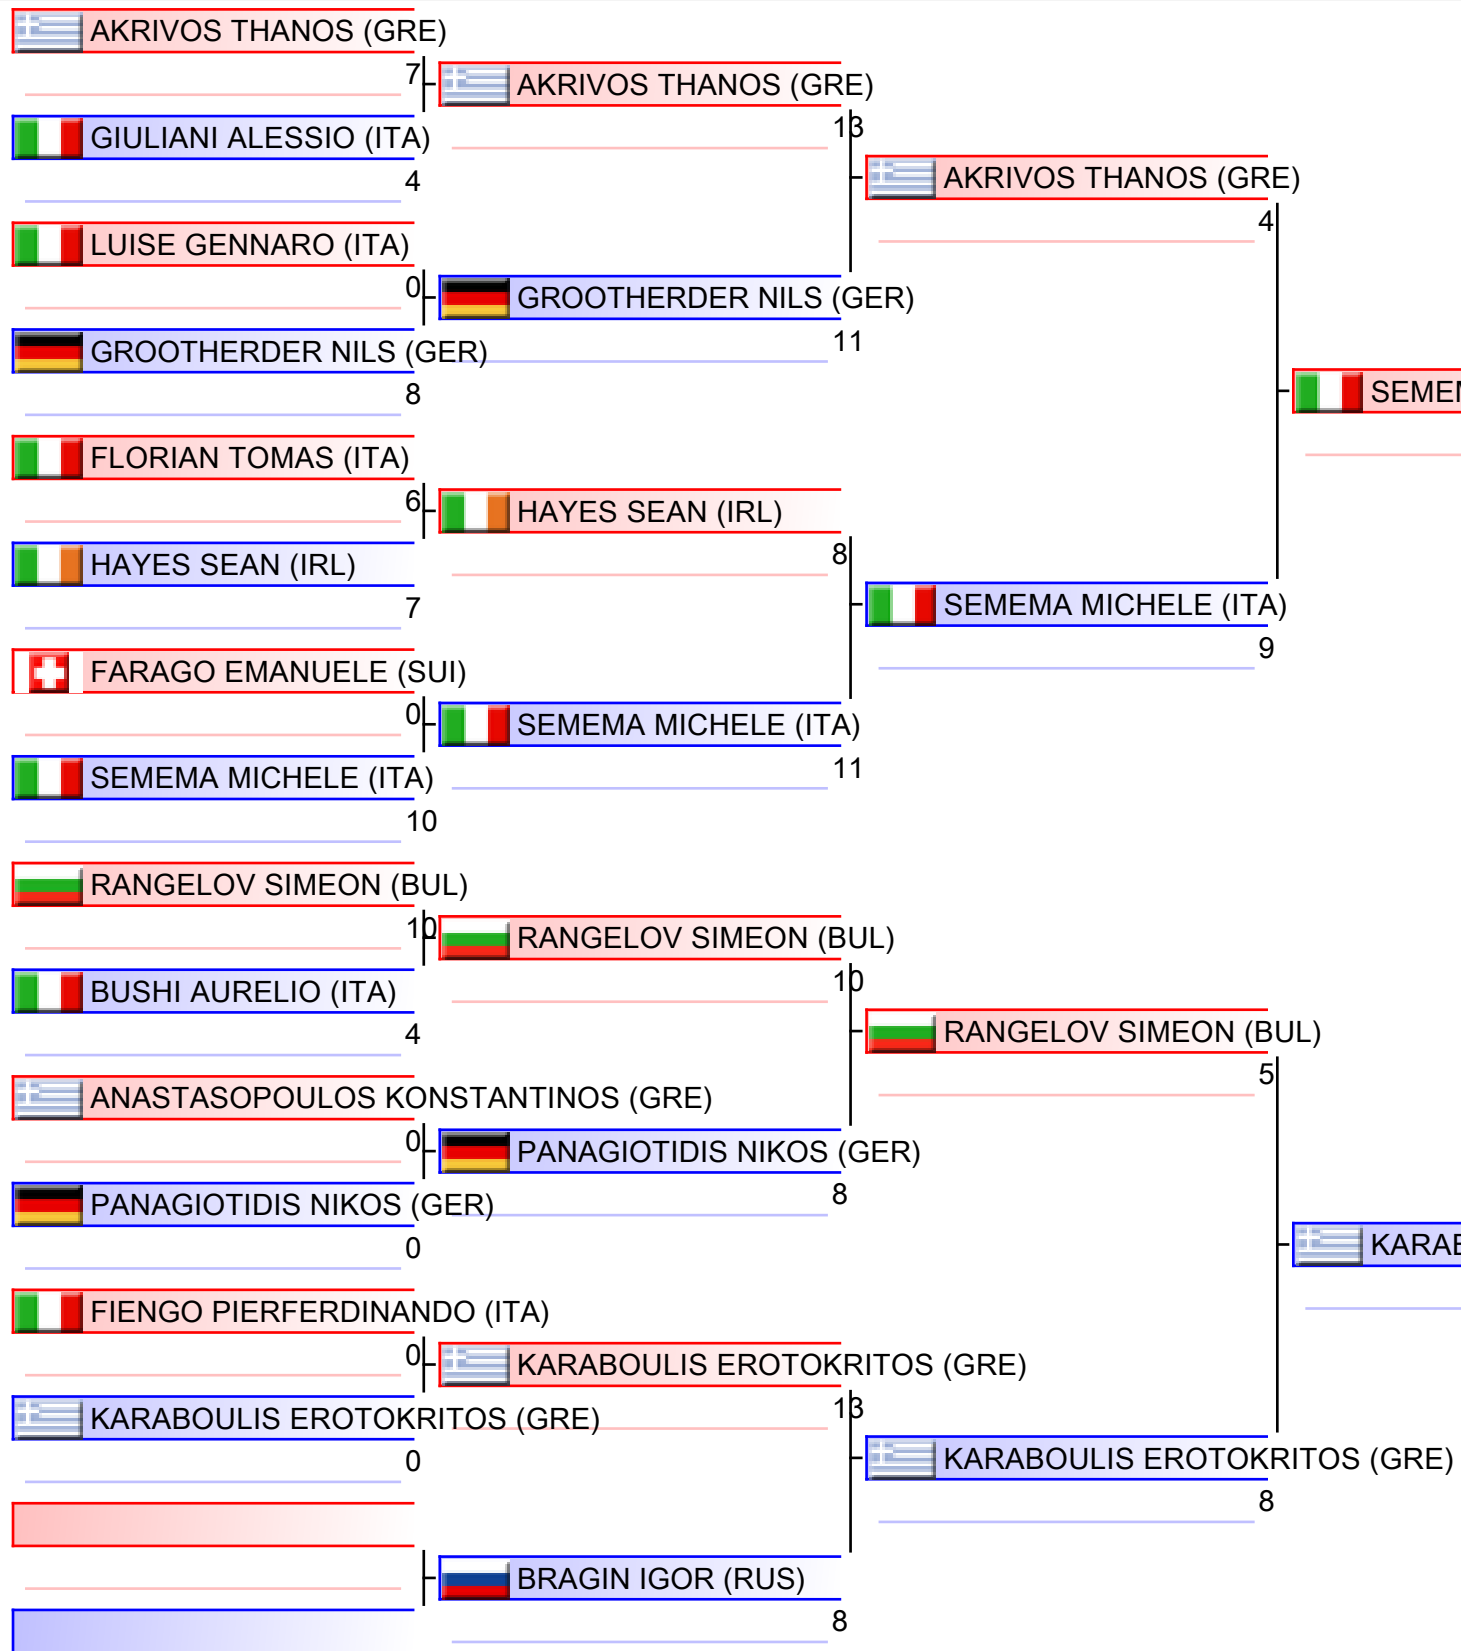 AKRIVOS THANOS (GRE)
7
GIULIANI ALESSIO (ITA)
4
LUISE GENNARO (ITA)
0
GROOTHERDER NILS (GER)
8
FLORIAN TOMAS (ITA)
6
HAYES SEAN (IRL)
7
FARAGO EMANUELE (SUI)
0
SEMEMA MICHELE (ITA)
10
RANGELOV SIMEON (BUL)
10
BUSHI AURELIO (ITA)
4
ANASTASOPOULOS KONSTANTINOS (GRE)
0
PANAGIOTIDIS NIKOS (GER)
0
FIENGO PIERFERDINANDO (ITA)
0
KARABOULIS EROTOKRITOS (GRE)
0
AKRIVOS THANOS (GRE)
13
GROOTHERDER NILS (GER)
11
HAYES SEAN (IRL)
8
SEMEMA MICHELE (ITA)
11
RANGELOV SIMEON (BUL)
10
PANAGIOTIDIS NIKOS (GER)
8
KARABOULIS EROTOKRITOS (GRE)
13
BRAGIN IGOR (RUS)
8
AKRIVOS THANOS (GRE)
4
SEMEMA MICHELE (ITA)
9
RANGELOV SIMEON (BUL)
5
KARABOULIS EROTOKRITOS (GRE)
8